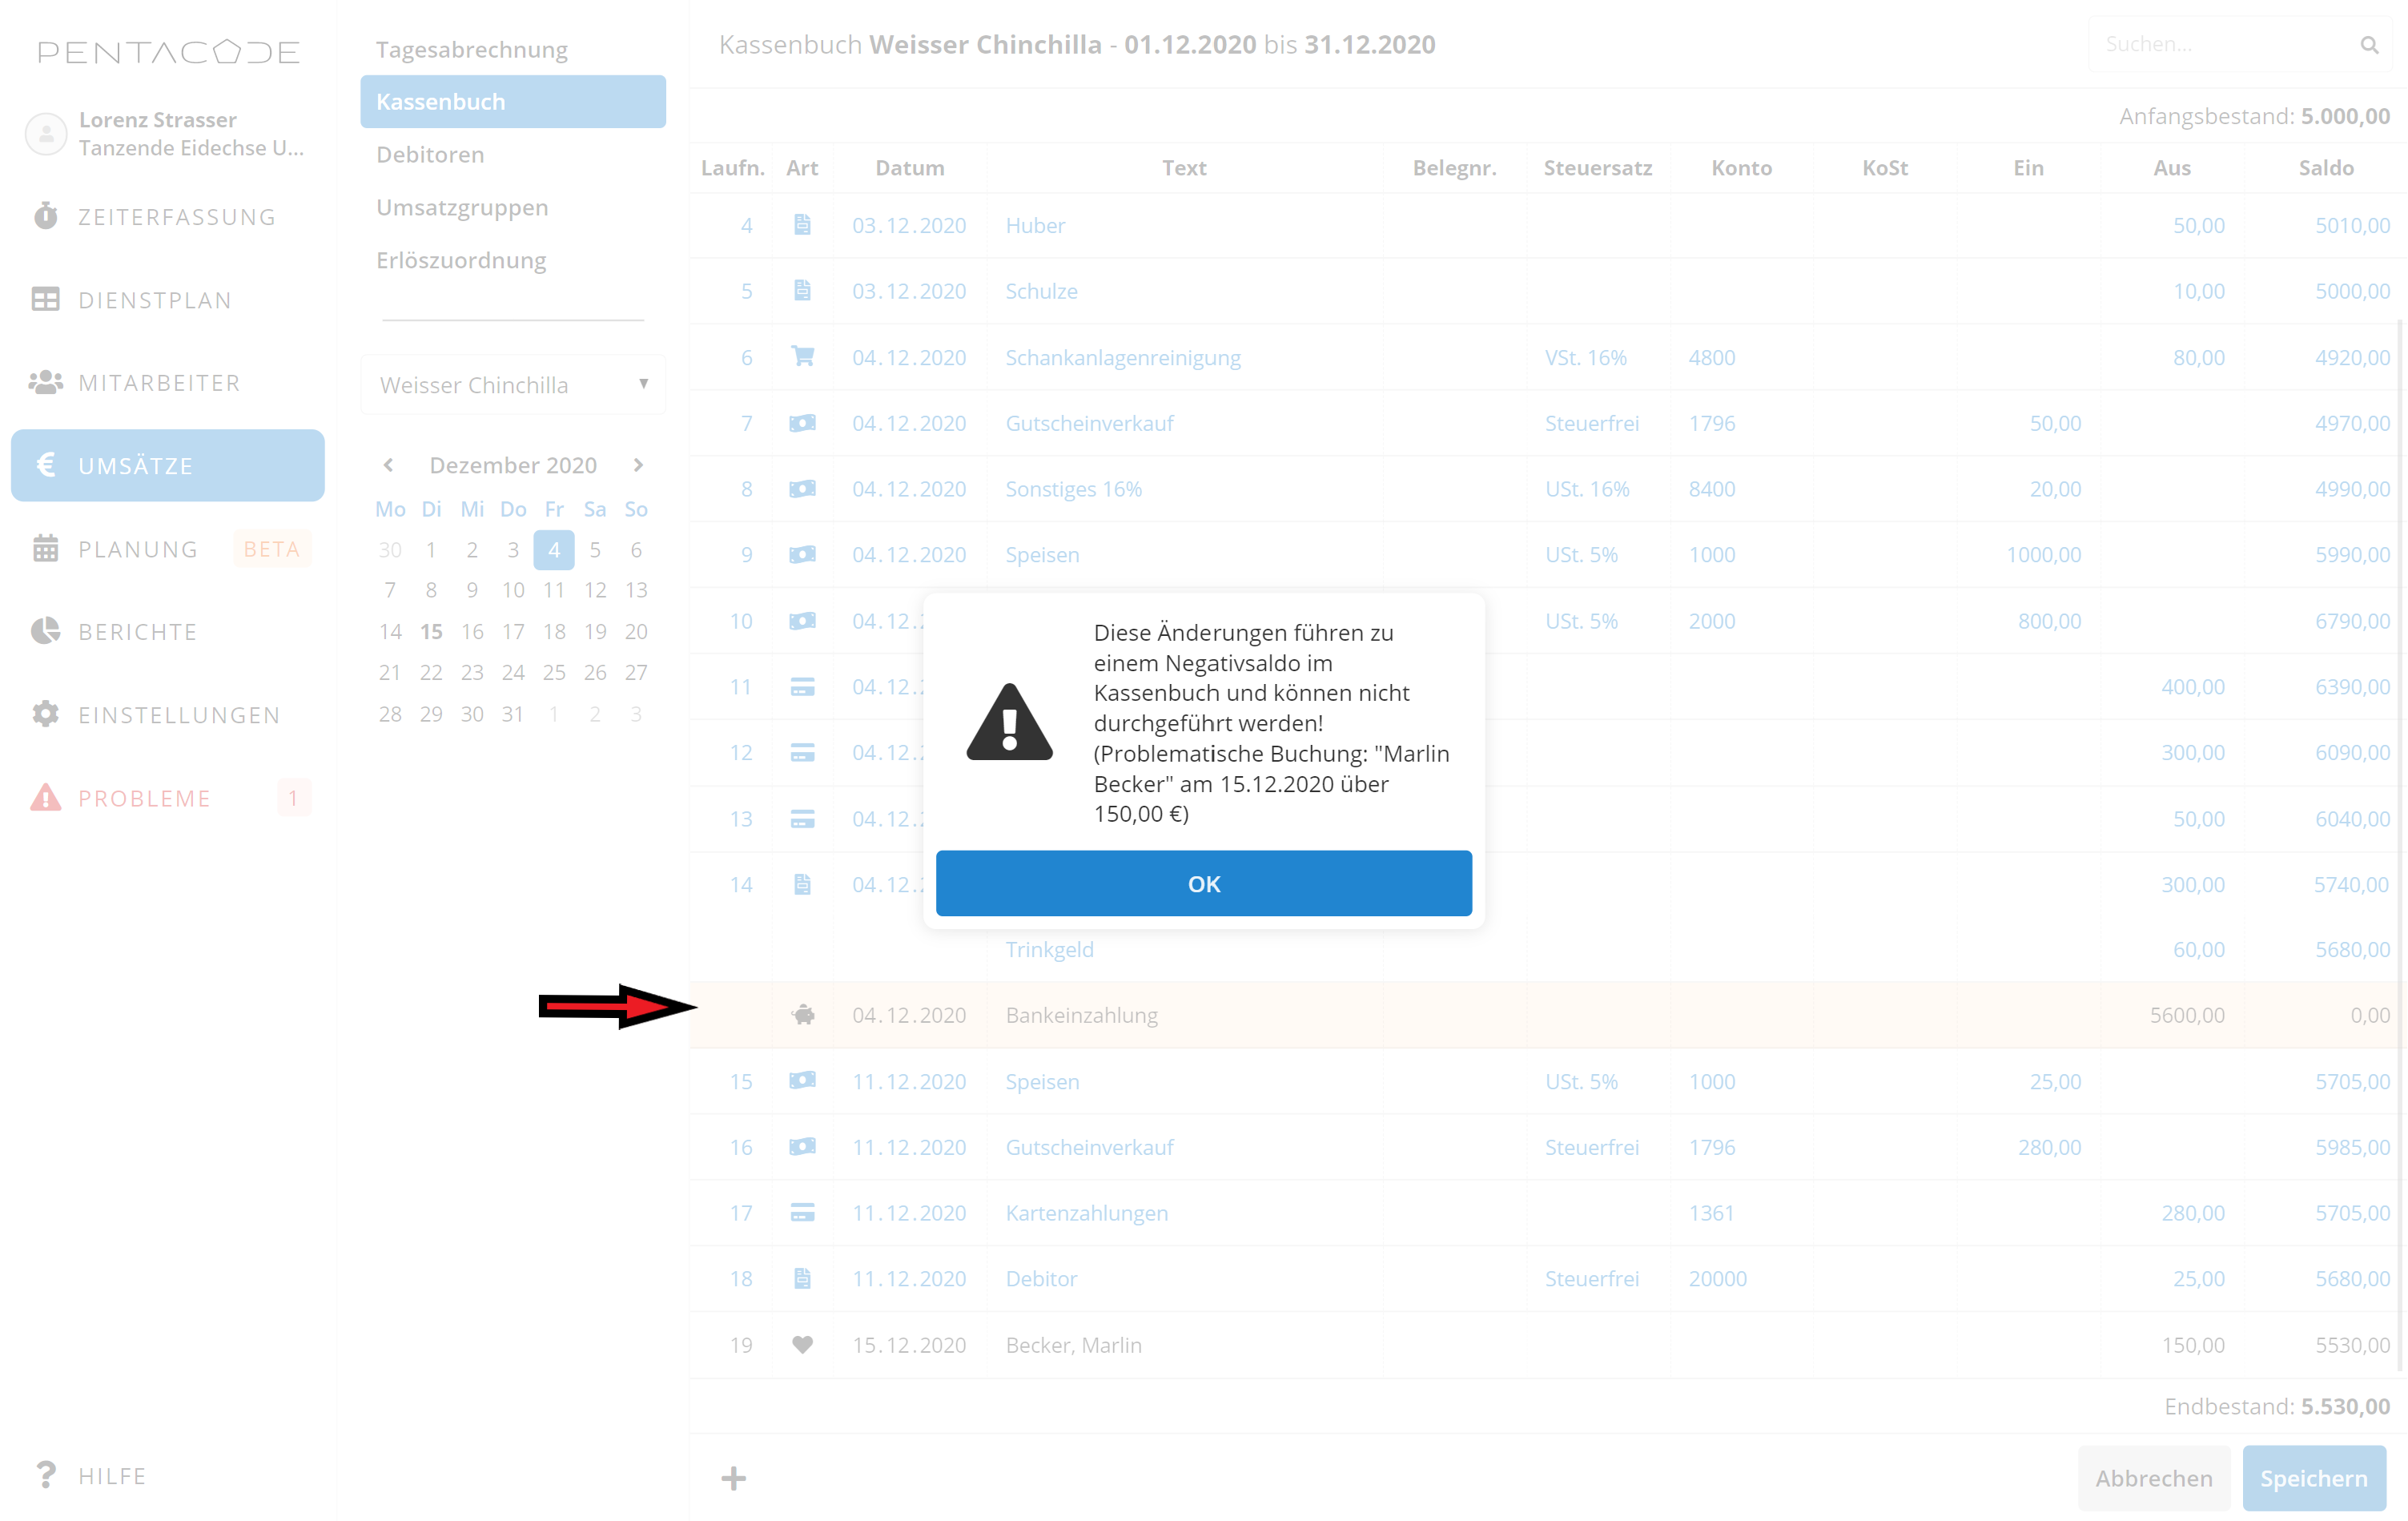 PENTACODE
Lorenz Strasser
Tanzende Eidechse U...
ZEITERFASSUNG
DIENSTPLAN
MITARBEITER
UMSÄTZE
PLANUNG BETA
BERICHTE
EINSTELLUNGEN
PROBLEME 1
HILFE
Tagesabrechnung
Kassenbuch
Debitoren
Umsatzgruppen
Erlöszuordnung
Weisser Chinchilla
Dezember 2020
Mo Di Mi Do Fr Sa So
30 1 2 3 4 5 6
7 8 9 10 11 12 13
14 15 16 17 18 19 20
21 22 23 24 25 26 27
28 29 30 31 1 2 3
Kassenbuch Weisser Chinchilla - 01.12.2020 bis 31.12.2020
Suchen...
Anfangsbestand: 5.000,00
Laufn. Art Datum Text Belegnr. Steuersatz Konto KoSt Ein Aus Saldo
4 03.12.2020 Huber 50,00 5010,00
5 03.12.2020 Schulze 10,00 5000,00
6 04.12.2020 Schankanlagenreinigung VSt. 16% 4800 80,00 4920,00
7 04.12.2020 Gutscheinverkauf Steuerfrei 1796 50,00 4970,00
8 04.12.2020 Sonstiges 16% USt. 16% 8400 20,00 4990,00
9 04.12.2020 Speisen USt. 5% 1000 1000,00 5990,00
10 04.12. USt. 5% 2000 800,00 6790,00
11 04.12. 400,00 6390,00
12 04.12. 300,00 6090,00
13 04.12. 50,00 6040,00
14 04.12. 300,00 5740,00
Trinkgeld 60,00 5680,00
04.12.2020 Bankeinzahlung 5600,00 0,00
15 11.12.2020 Speisen USt. 5% 1000 25,00 5705,00
16 11.12.2020 Gutscheinverkauf Steuerfrei 1796 280,00 5985,00
17 11.12.2020 Kartenzahlungen 1361 280,00 5705,00
18 11.12.2020 Debitor Steuerfrei 20000 25,00 5680,00
19 15.12.2020 Becker, Marlin 150,00 5530,00
Endbestand: 5.530,00
Abbrechen Speichern
Diese Änderungen führen zu
einem Negativsaldo im
Kassenbuch und können nicht
durchgeführt werden!
(Problematische Buchung: "Marlin
Becker" am 15.12.2020 über
150,00 €)
OK